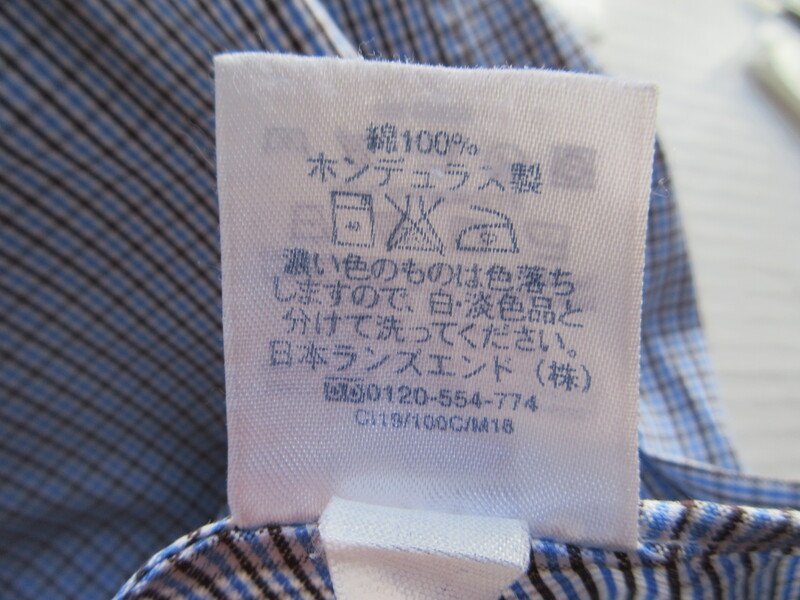 綿100%
ホンデュラス製
濃い色のものは色落ち
しますので、白・淡色品と
分けて洗ってください。
日本ランズエンド（株）
0120-554-774
CI19/100C/M18